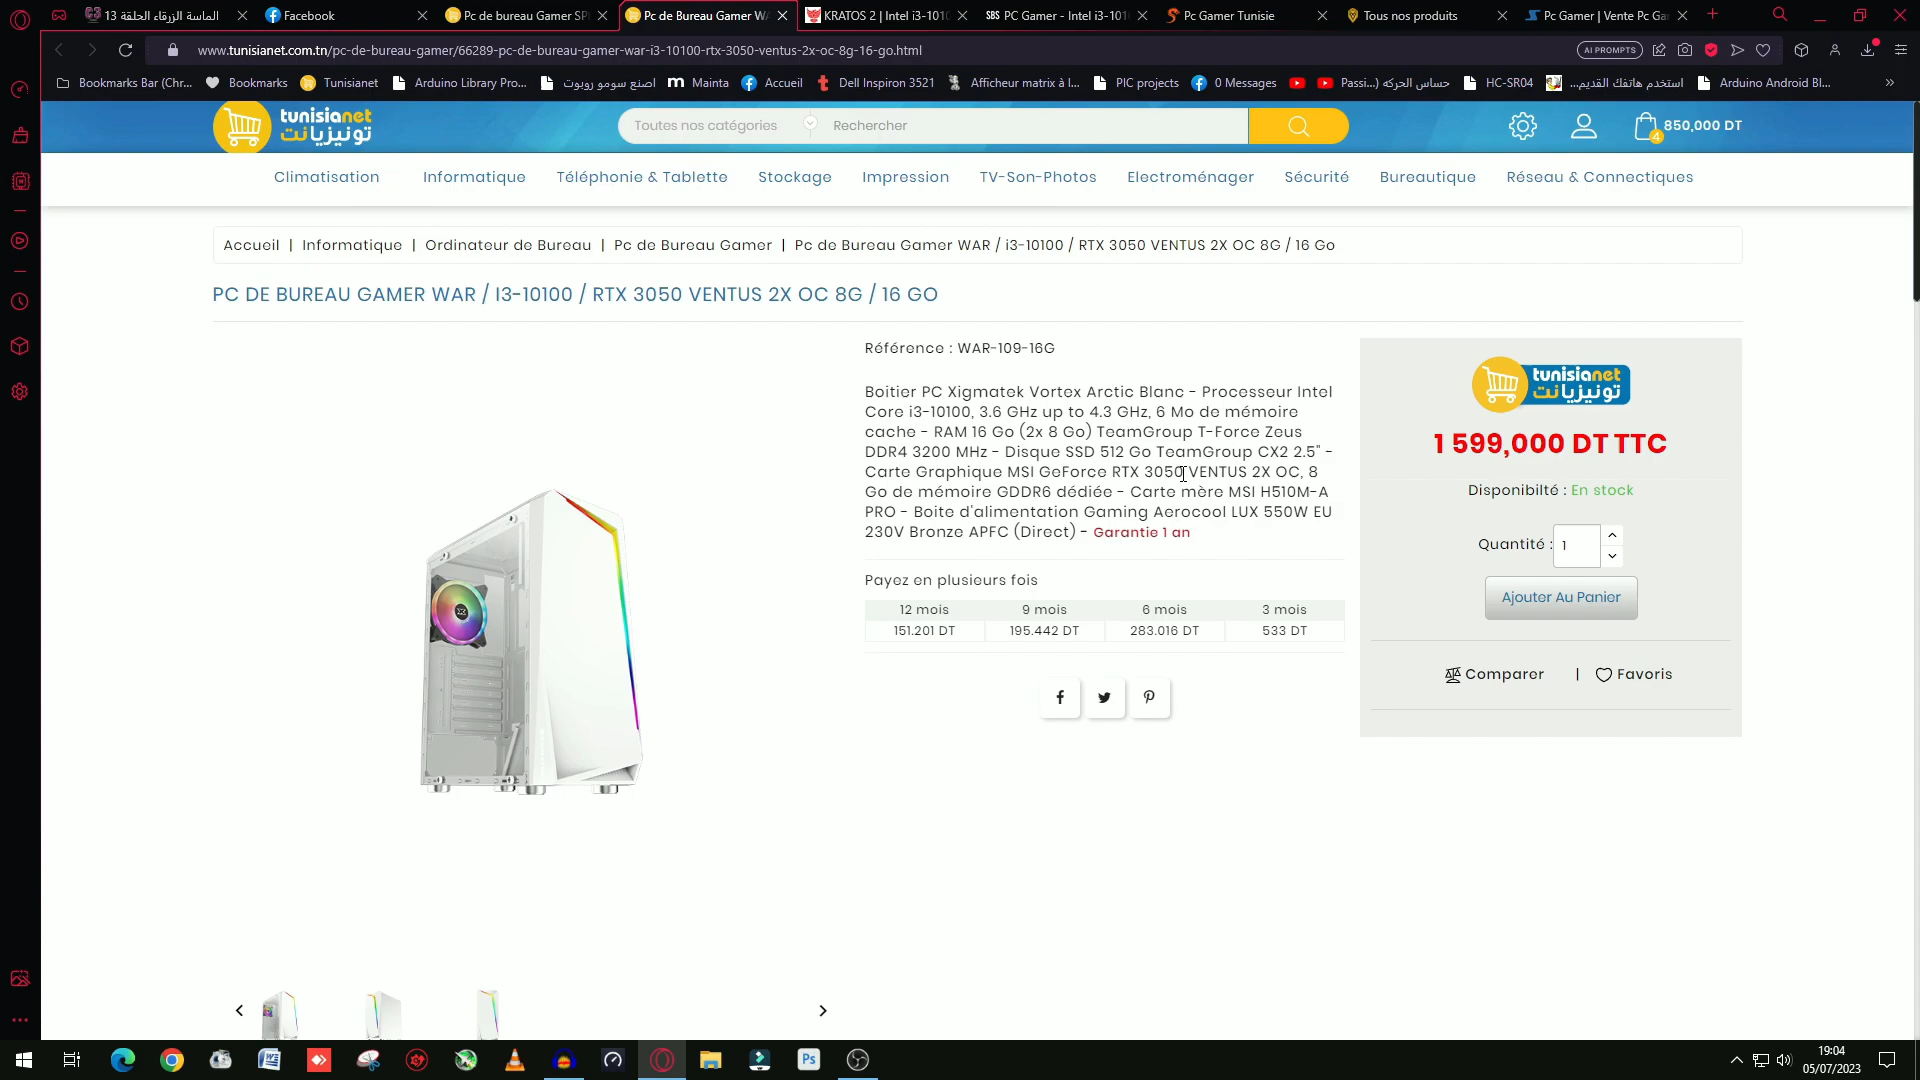 الماسة الزرقاء الحلقة 13
Facebook
Pc de bureau Gamer SP
Pc de Bureau Gamer W
KRATOS 2 | Intel i3-101
SBS PC Gamer - Intel i3-101
Pc Gamer Tunisie
Tous nos produits
Pc Gamer | Vente Pc Ga
www.tunisianet.com.tn/pc-de-bureau-gamer/66289-pc-de-bureau-gamer-war-i3-10100-rtx-3050-ventus-2x-oc-8g-16-go.html
AI PROMPTS
Bookmarks Bar (Chr...
Bookmarks
Tunisianet
Arduino Library Pro...
اصنع سومو روبوت
Mainta
Accueil
Dell Inspiron 3521
Afficheur matrix à l...
PIC projects
0 Messages
حساس الحركه (Passi...
HC-SR04
استخدم هاتفك القديم...
Arduino Android Bl...
tunisianet
تونيزيانت
Toutes nos catégories
Rechercher
4
850,000 DT
Climatisation
Informatique
Téléphonie & Tablette
Stockage
Impression
TV-Son-Photos
Electroménager
Sécurité
Bureautique
Réseau & Connectiques
Accueil | Informatique | Ordinateur de Bureau | Pc de Bureau Gamer | Pc de Bureau Gamer WAR / i3-10100 / RTX 3050 VENTUS 2X OC 8G / 16 Go
PC DE BUREAU GAMER WAR / I3-10100 / RTX 3050 VENTUS 2X OC 8G / 16 GO
Référence : WAR-109-16G
Boitier PC Xigmatek Vortex Arctic Blanc - Processeur Intel
Core i3-10100, 3.6 GHz up to 4.3 GHz, 6 Mo de mémoire
cache - RAM 16 Go (2x 8 Go) TeamGroup T-Force Zeus
DDR4 3200 MHz - Disque SSD 512 Go TeamGroup CX2 2.5" -
Carte Graphique MSI GeForce RTX 3050 VENTUS 2X OC, 8
Go de mémoire GDDR6 dédiée - Carte mère MSI H510M-A
PRO - Boite d'alimentation Gaming Aerocool LUX 550W EU
230V Bronze APFC (Direct) - Garantie 1 an
Payez en plusieurs fois
12 mois 9 mois 6 mois 3 mois
151.201 DT 195.442 DT 283.016 DT 533 DT
tunisianet
تونيزيانت
1 599,000 DT TTC
Disponibilté : En stock
Quantité : 1
Ajouter Au Panier
Comparer | Favoris
19:04
05/07/2023